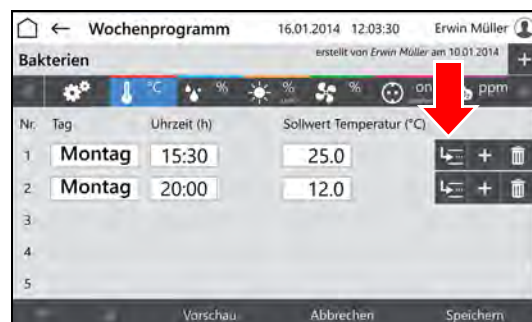 Wochenprogramm 16.01.2014 12:03:30 Erwin Müller
erstellt von Erwin Müller am 10.01.2014
Bakterien +
°C % % % on ppm
Nr. Tag Uhrzeit (h) Sollwert Temperatur (°C)
1 Montag 15:30 25.0 +
2 Montag 20:00 12.0 +
3
4
5
Vorschau Abbrechen Speichern